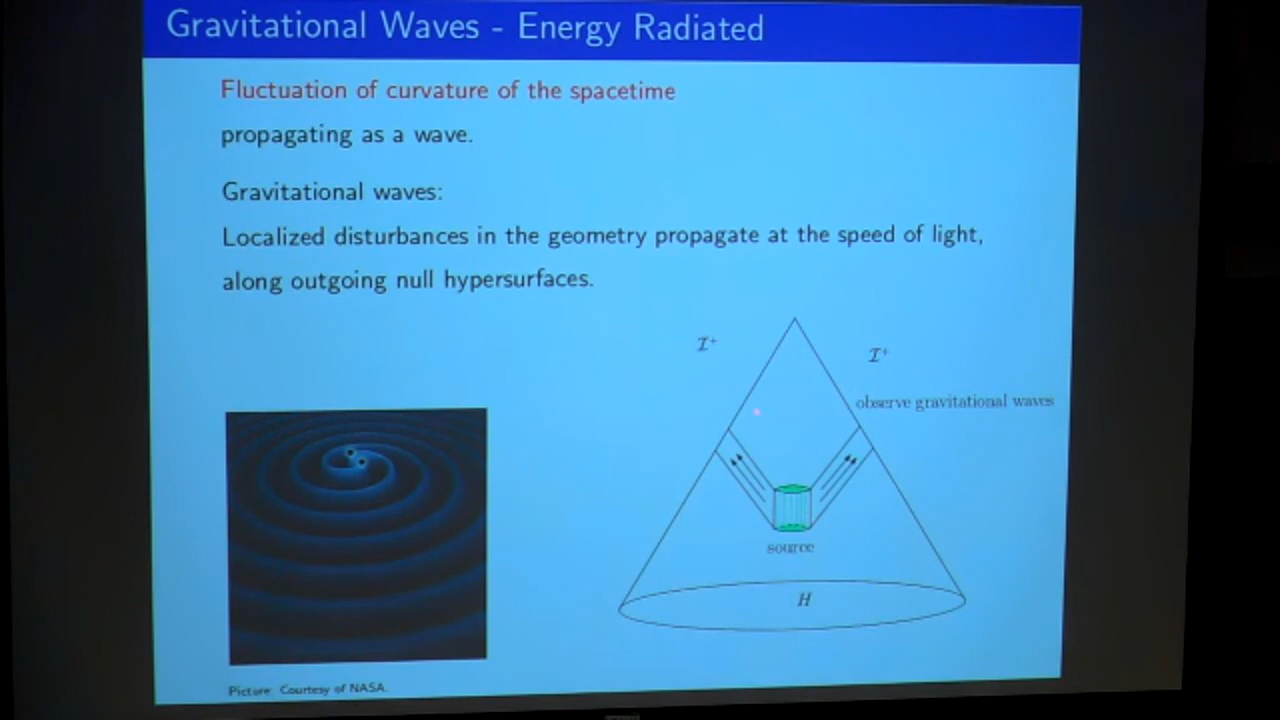 Gravitational Waves - Energy Radiated
Fluctuation of curvature of the spacetime
propagating as a wave.
Gravitational waves:
Localized disturbances in the geometry propagate at the speed of light,
along outgoing null hypersurfaces.
I⁺
I⁺
observe gravitational waves
source
H
Picture: Courtesy of NASA.